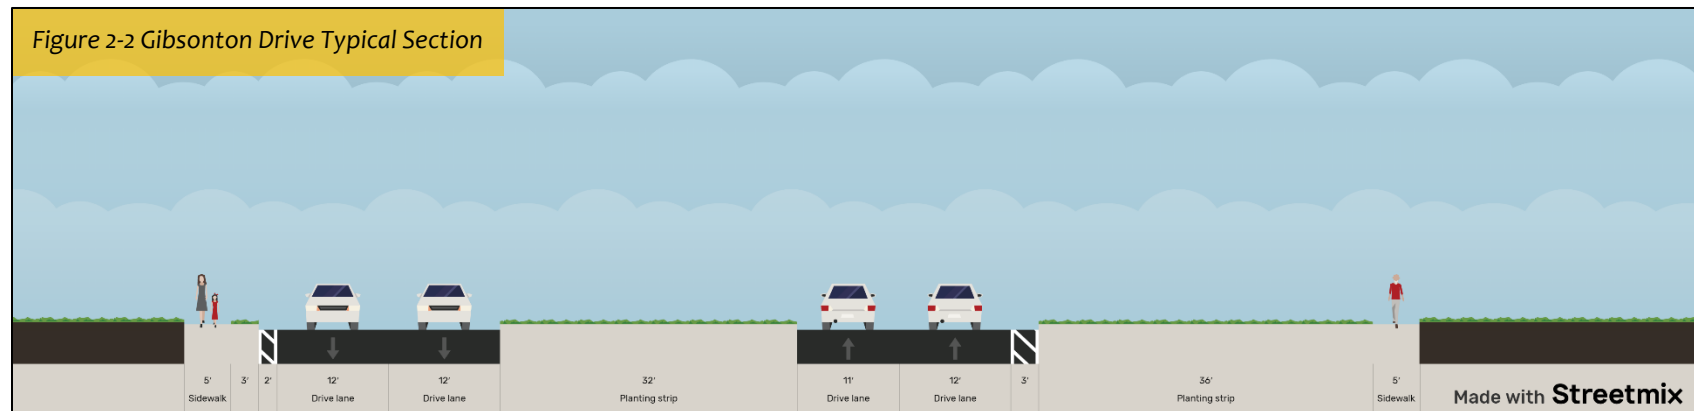 Figure 2-2 Gibsonton Drive Typical Section
5' 3' 2' 12' 12' 32' 11' 12' 3' 36' 5'
Sidewalk Drive lane Drive lane Planting strip Drive lane Drive lane Planting strip Sidewalk
Made with Streetmix